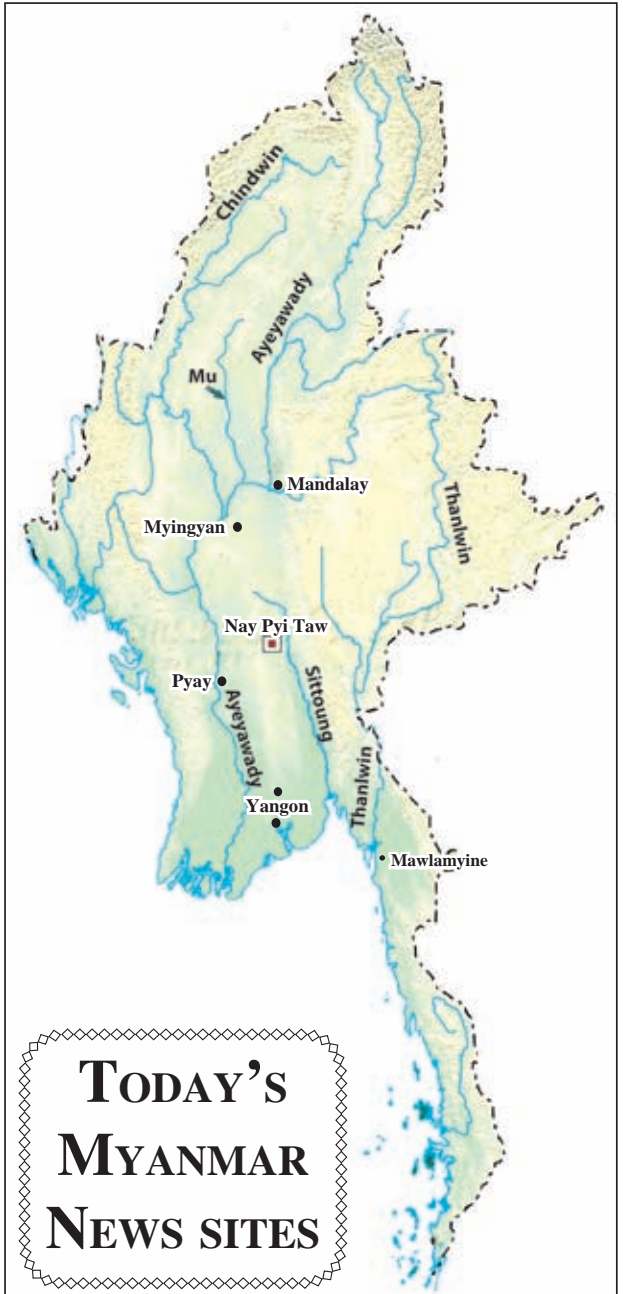 Chindwin
Ayeyawady
Mu
Mandalay
Thanlwin
Myingyan
Nay Pyi Taw
Pyay
Ayeyawady
Sittoung
Thanlwin
Yangon
Mawlamyine
TODAY'S
MYANMAR
NEWS SITES